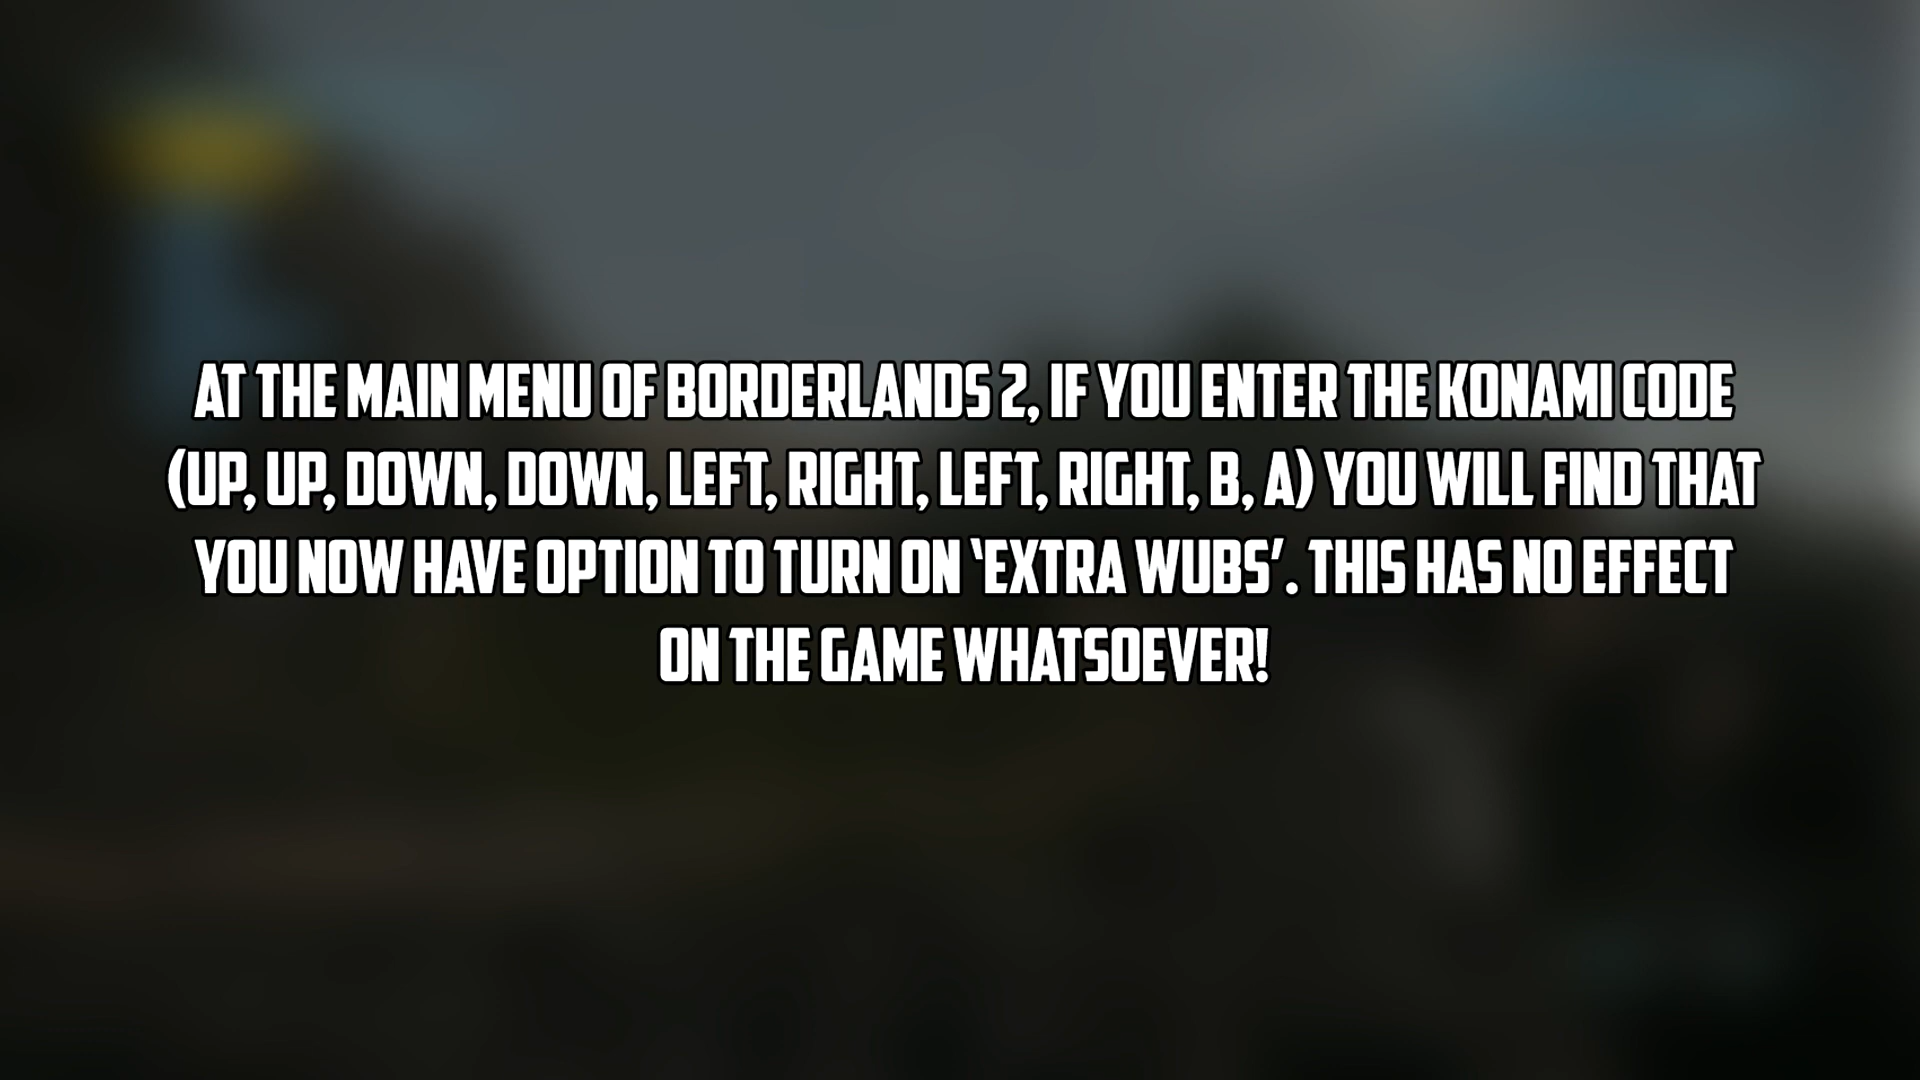 AT THE MAIN MENU OF BORDERLANDS 2, IF YOU ENTER THE KONAMI CODE
(UP, UP, DOWN, DOWN, LEFT, RIGHT, LEFT, RIGHT, B, A) YOU WILL FIND THAT
YOU NOW HAVE OPTION TO TURN ON ‘EXTRA WUBS’. THIS HAS NO EFFECT
ON THE GAME WHATSOEVER!